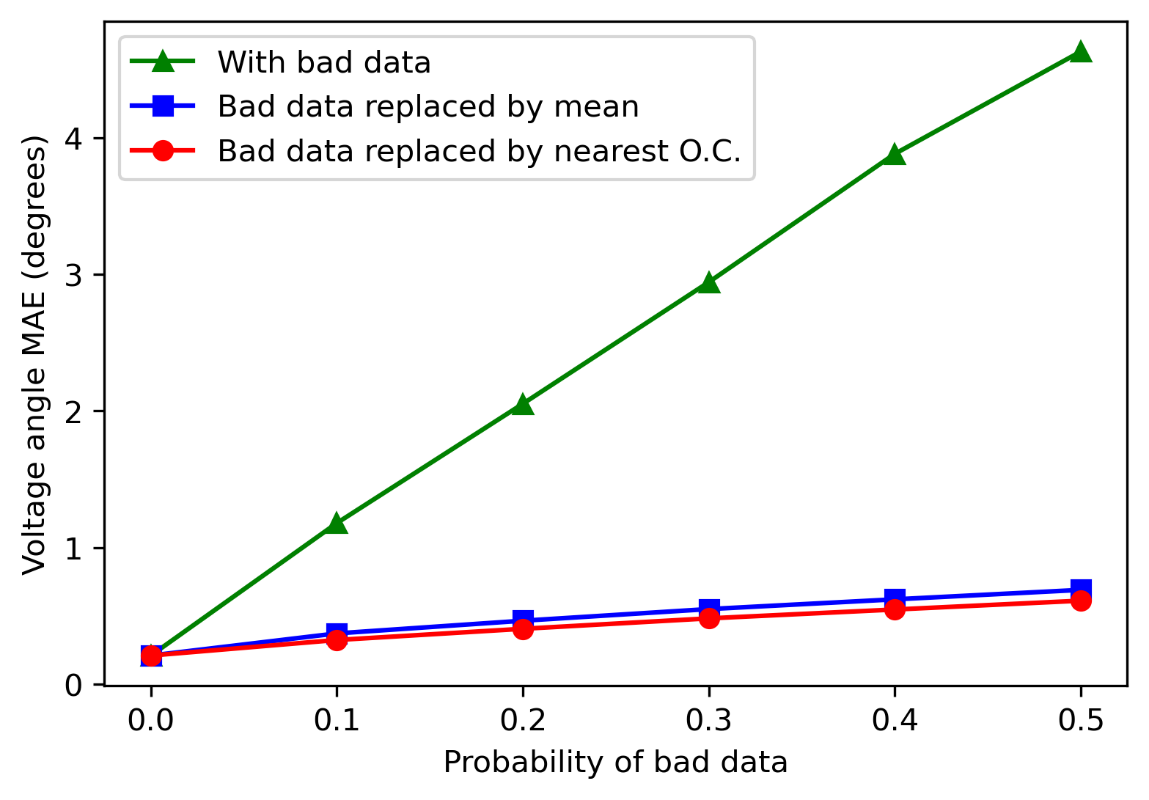 With bad data
Bad data replaced by mean
Bad data replaced by nearest O.C.
Voltage angle MAE (degrees)
4
3
2
1
0
0.0 0.1 0.2 0.3 0.4 0.5
Probability of bad data